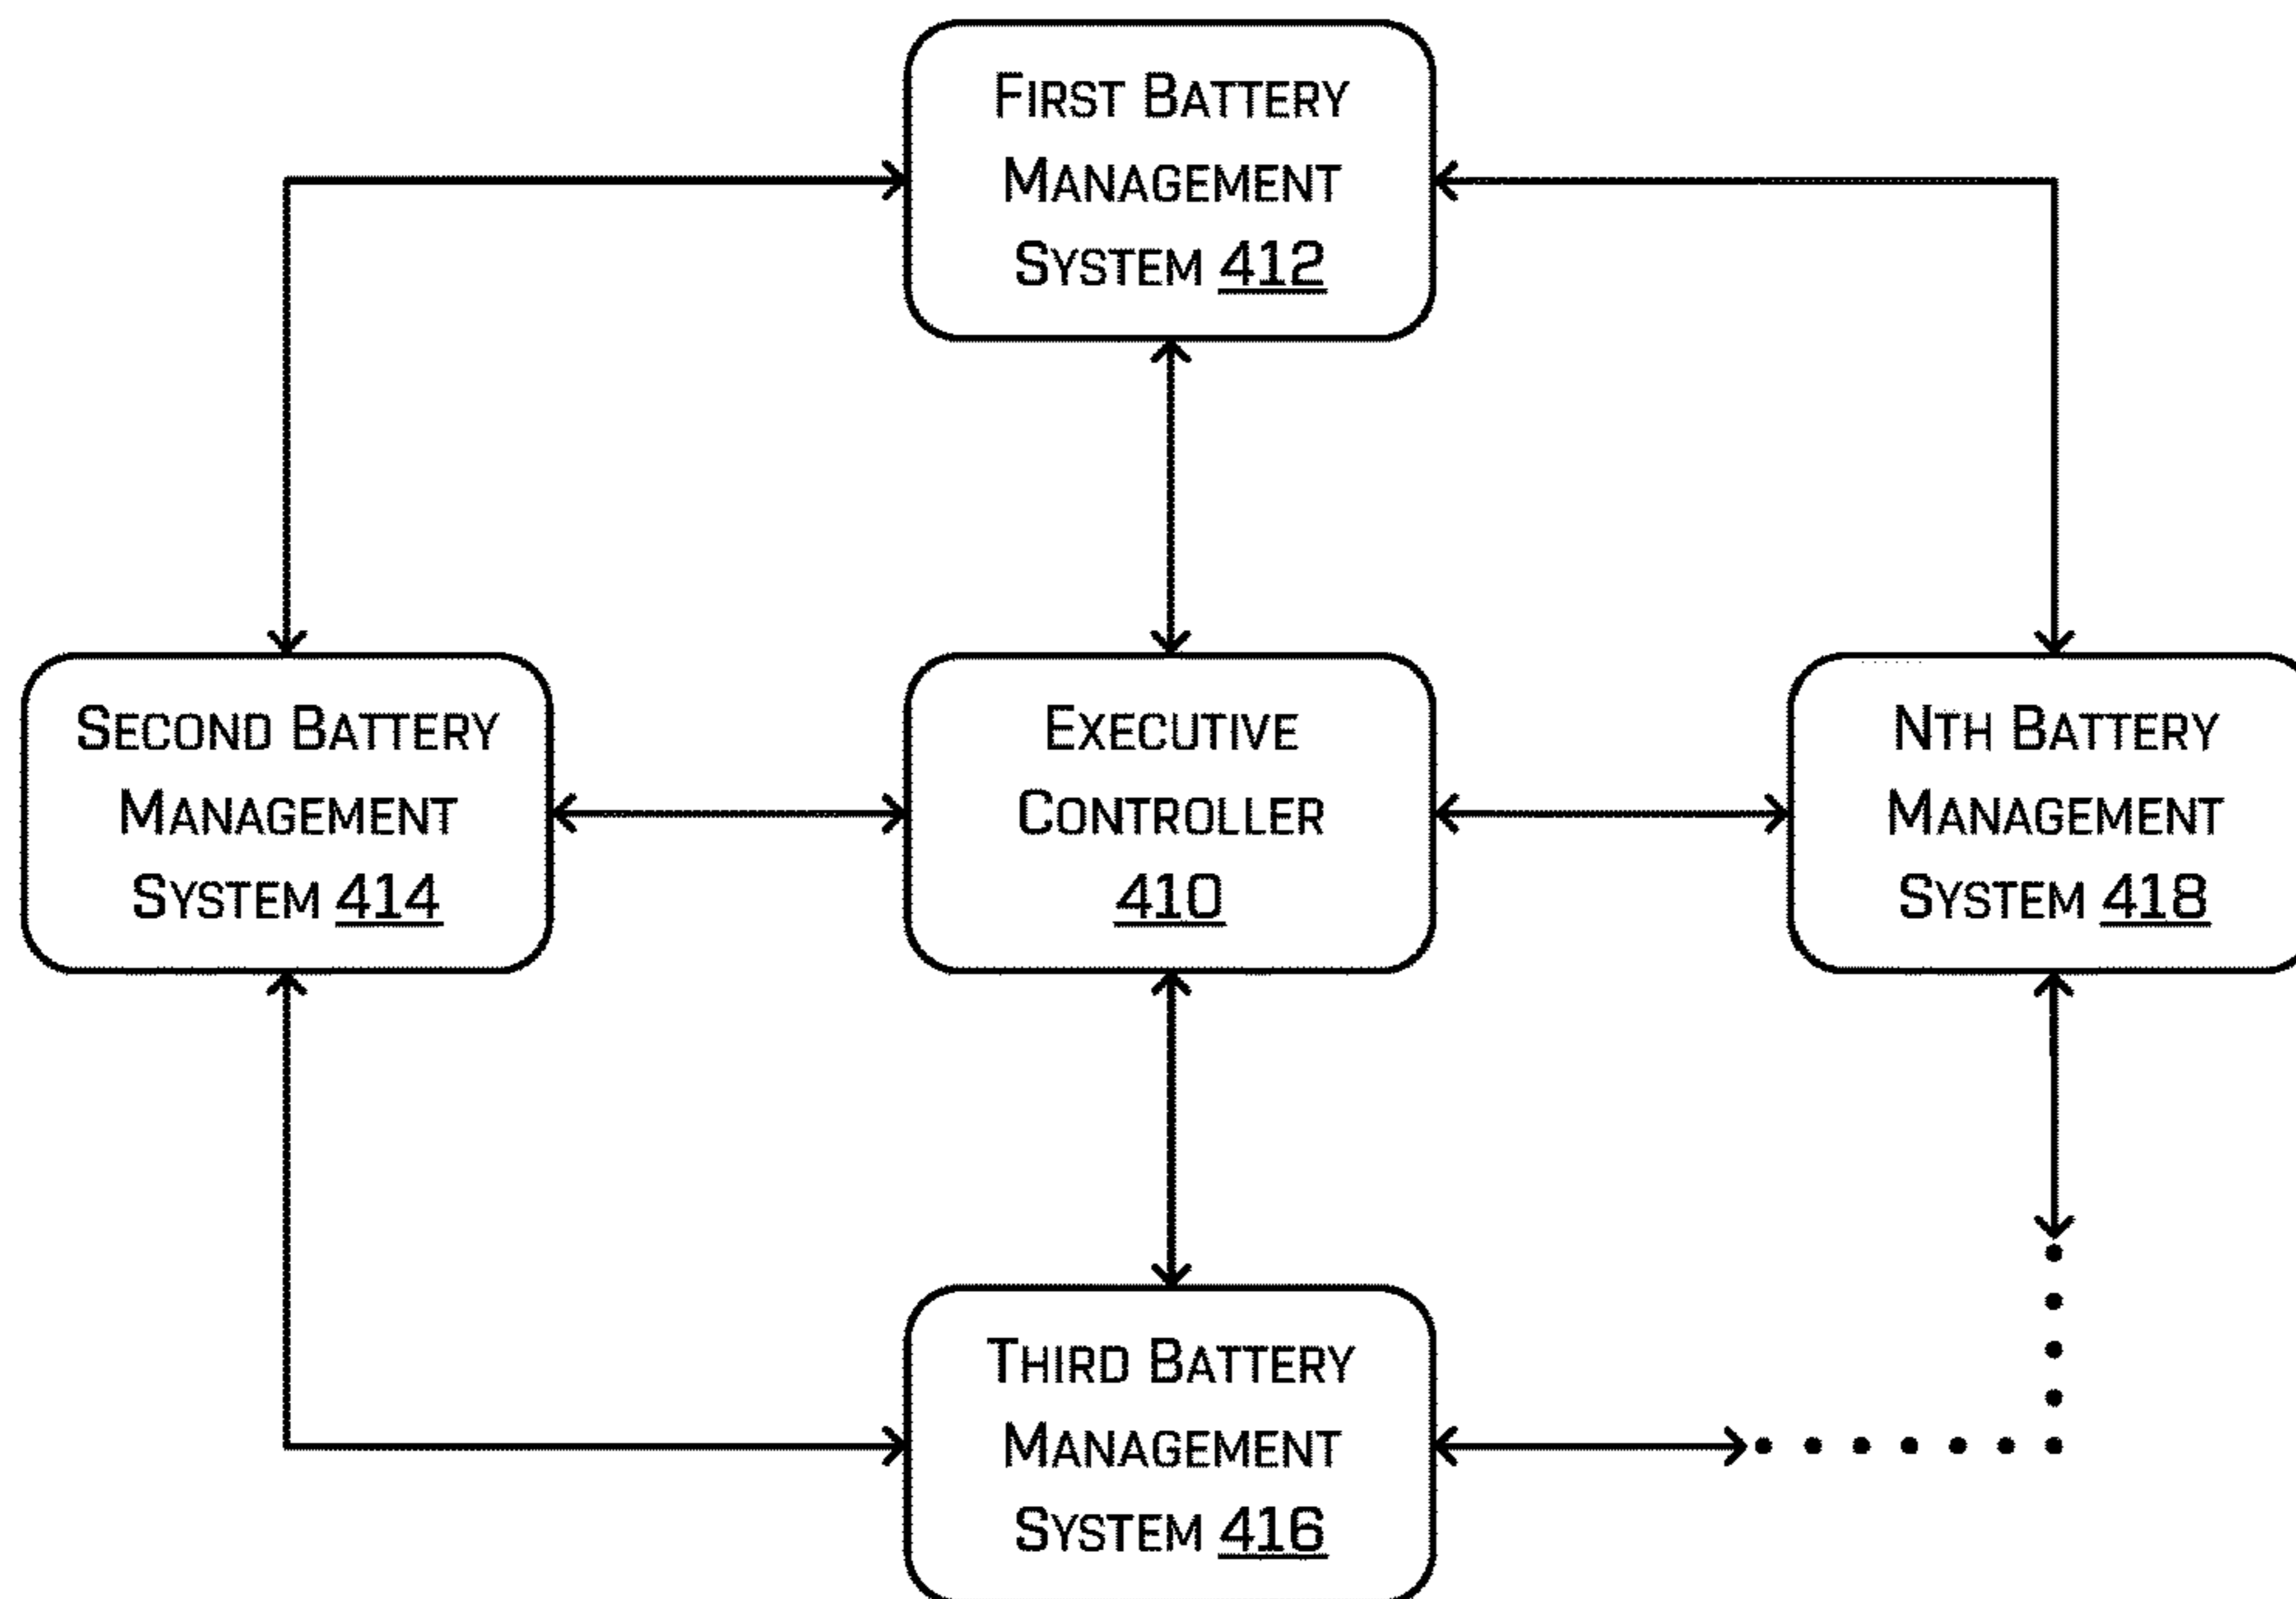 First Battery
Management
System 412
Second Battery
Management
System 414
Executive
Controller
410
Nth Battery
Management
System 418
Third Battery
Management
System 416